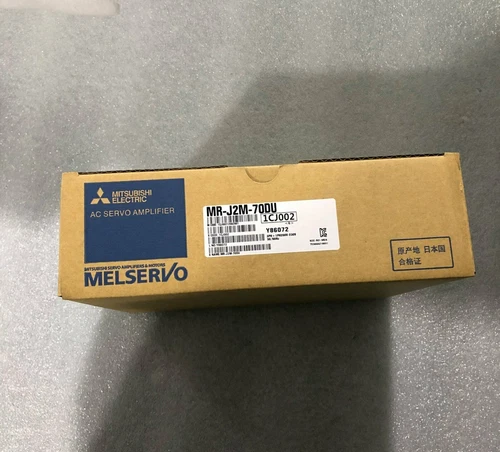 MITSUBISHI
ELECTRIC
AC SERVO AMPLIFIER
MITSUBISHI SERVO AMPLIFIERS & MOTORS
MELSERVO
MR-J2M-70DU
1CJ002
Y86072
原产地 日本国
合格证